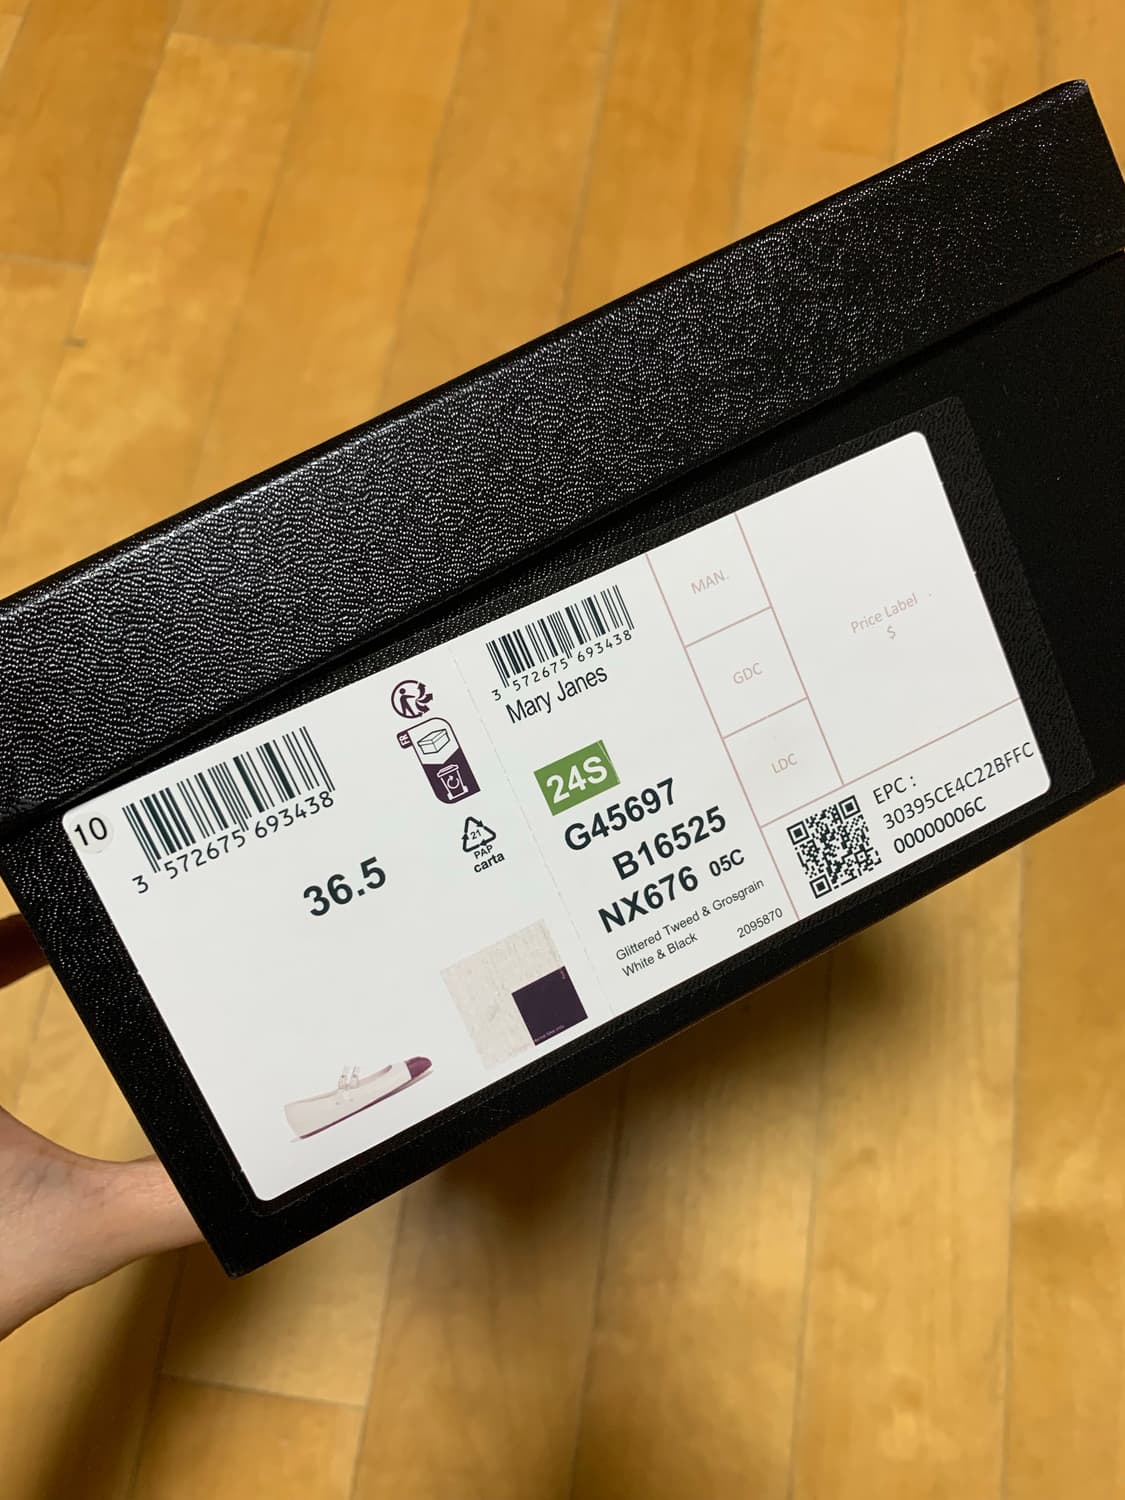 10
3 572675 693438
36.5
FR
21
PAP
carta
3 572675 693438
Mary Janes
24S
G45697
B16525
NX676 05C
Glittered Tweed & Grosgrain
White & Black
2095870
MAN.
GDC
LDC
Price Label
$
EPC :
30395CE4C22BFFC
00000006C